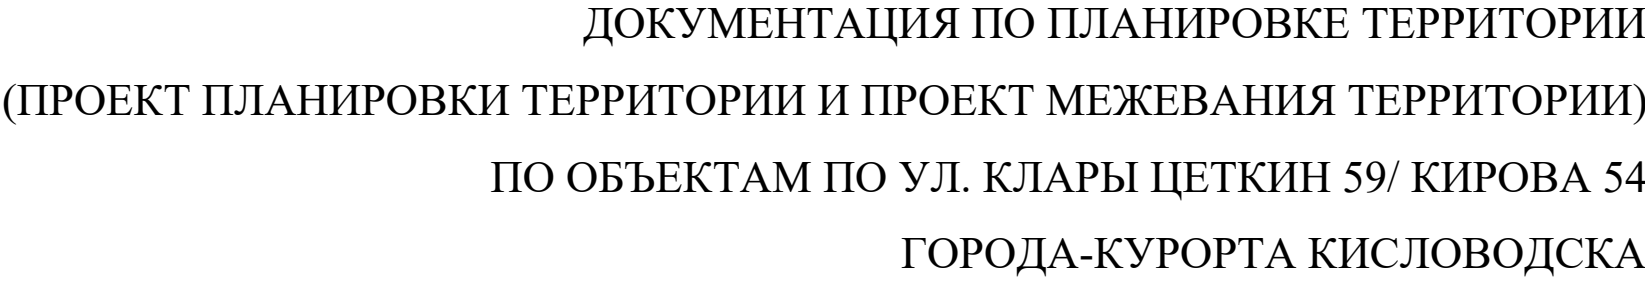 ДОКУМЕНТАЦИЯ ПО ПЛАНИРОВКЕ ТЕРРИТОРИИ
(ПРОЕКТ ПЛАНИРОВКИ ТЕРРИТОРИИ И ПРОЕКТ МЕЖЕВАНИЯ ТЕРРИТОРИИ)
ПО ОБЪЕКТАМ ПО УЛ. КЛАРЫ ЦЕТКИН 59/ КИРОВА 54
ГОРОДА-КУРОРТА КИСЛОВОДСКА